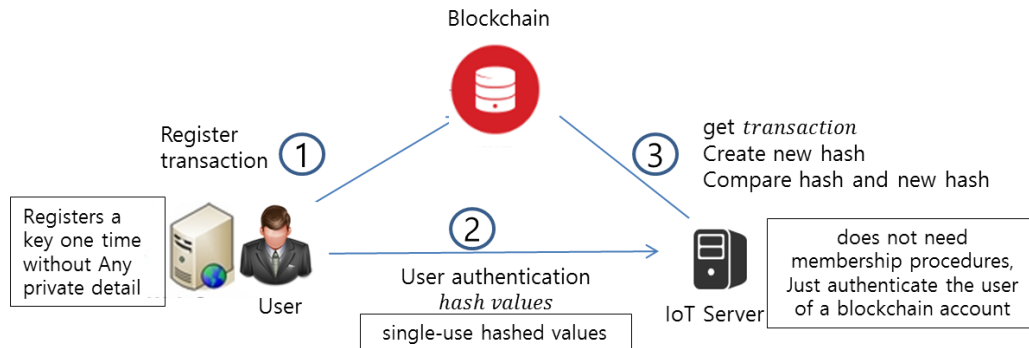 Blockchain
Register
transaction
1
3
get transaction
Create new hash
Compare hash and new hash
Registers a
key one time
without Any
private detail
User
2
User authentication
hash values
single-use hashed values
IoT Server
does not need
membership procedures,
Just authenticate the user
of a blockchain account